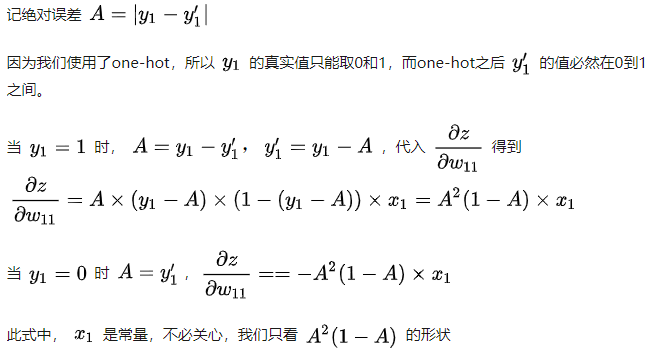 记绝对误差 A = |y₁ − y₁′|
因为我们使用了one-hot，所以 y₁ 的真实值只能取0和1，而one-hot之后 y₁′ 的值必然在0到1
之间。
当 y₁ = 1 时， A = y₁ − y₁′， y₁′ = y₁ − A ，代入 ∂z/∂w₁₁ 得到
∂z/∂w₁₁ = A × (y₁ − A) × (1 − (y₁ − A)) × x₁ = A²(1 − A) × x₁
当 y₁ = 0 时 A = y₁′ ， ∂z/∂w₁₁ == −A²(1 − A) × x₁
此式中， x₁ 是常量，不必关心，我们只看 A²(1 − A) 的形状